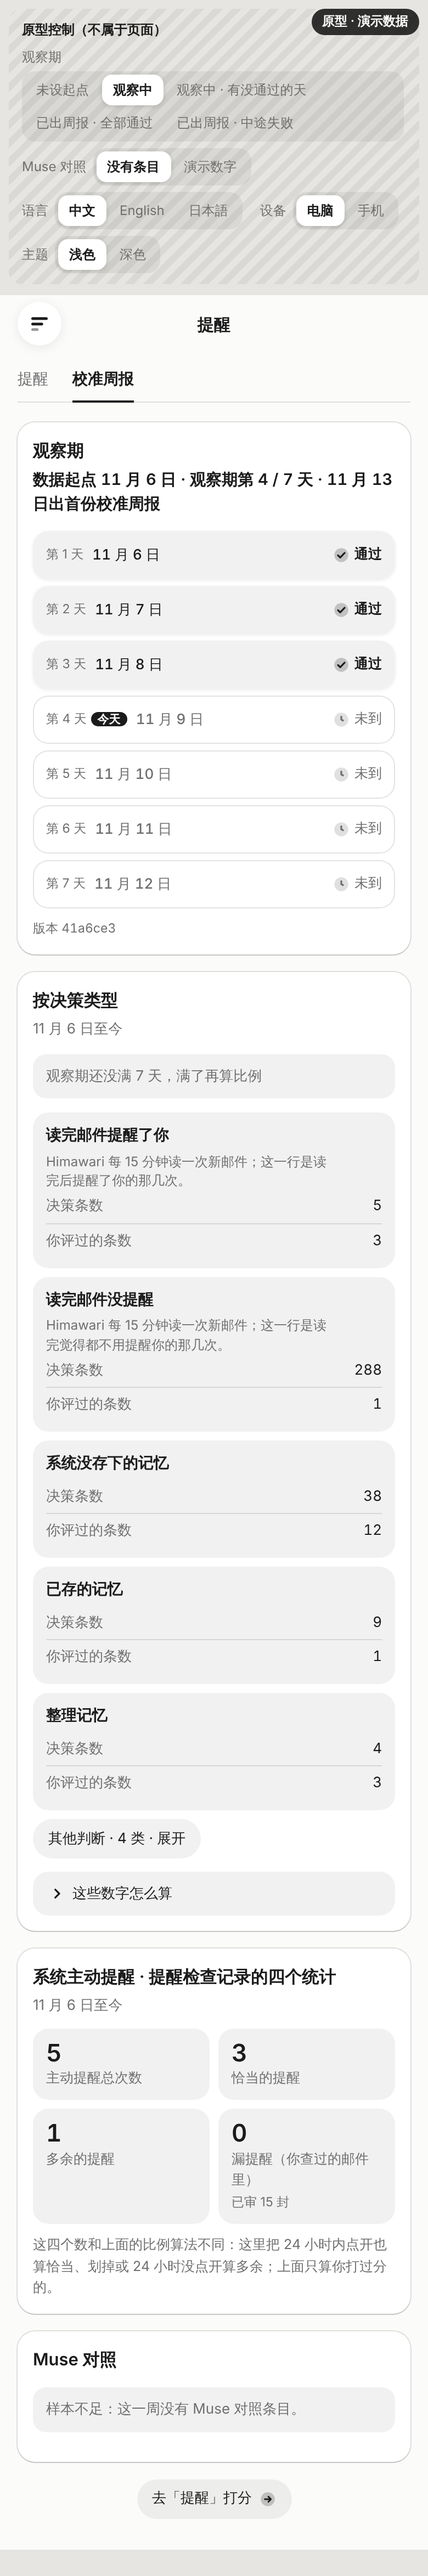 原型控制（不属于页面）
原型 · 演示数据
观察期
未设起点 观察中 观察中 · 有没通过的天
已出周报 · 全部通过 已出周报 · 中途失败
Muse 对照 没有条目 演示数字
语言 中文 English 日本語 设备 电脑 手机
主题 浅色 深色
提醒
提醒 校准周报
观察期
数据起点 11 月 6 日 · 观察期第 4 / 7 天 · 11 月 13
日出首份校准周报
第 1 天 11 月 6 日 通过
第 2 天 11 月 7 日 通过
第 3 天 11 月 8 日 通过
第 4 天 今天 11 月 9 日 未到
第 5 天 11 月 10 日 未到
第 6 天 11 月 11 日 未到
第 7 天 11 月 12 日 未到
版本 41a6ce3
按决策类型
11 月 6 日至今
观察期还没满 7 天，满了再算比例
读完邮件提醒了你
Himawari 每 15 分钟读一次新邮件；这一行是读
完后提醒了你的那几次。
决策条数 5
你评过的条数 3
读完邮件没提醒
Himawari 每 15 分钟读一次新邮件；这一行是读
完觉得都不用提醒你的那几次。
决策条数 288
你评过的条数 1
系统没存下的记忆
决策条数 38
你评过的条数 12
已存的记忆
决策条数 9
你评过的条数 1
整理记忆
决策条数 4
你评过的条数 3
其他判断 · 4 类 · 展开
这些数字怎么算
系统主动提醒 · 提醒检查记录的四个统计
11 月 6 日至今
5
主动提醒总次数
3
恰当的提醒
1
多余的提醒
0
漏提醒（你查过的邮件
里）
已审 15 封
这四个数和上面的比例算法不同：这里把 24 小时内点开也
算恰当、划掉或 24 小时没点开算多余；上面只算你打过分
的。
Muse 对照
样本不足：这一周没有 Muse 对照条目。
去「提醒」打分